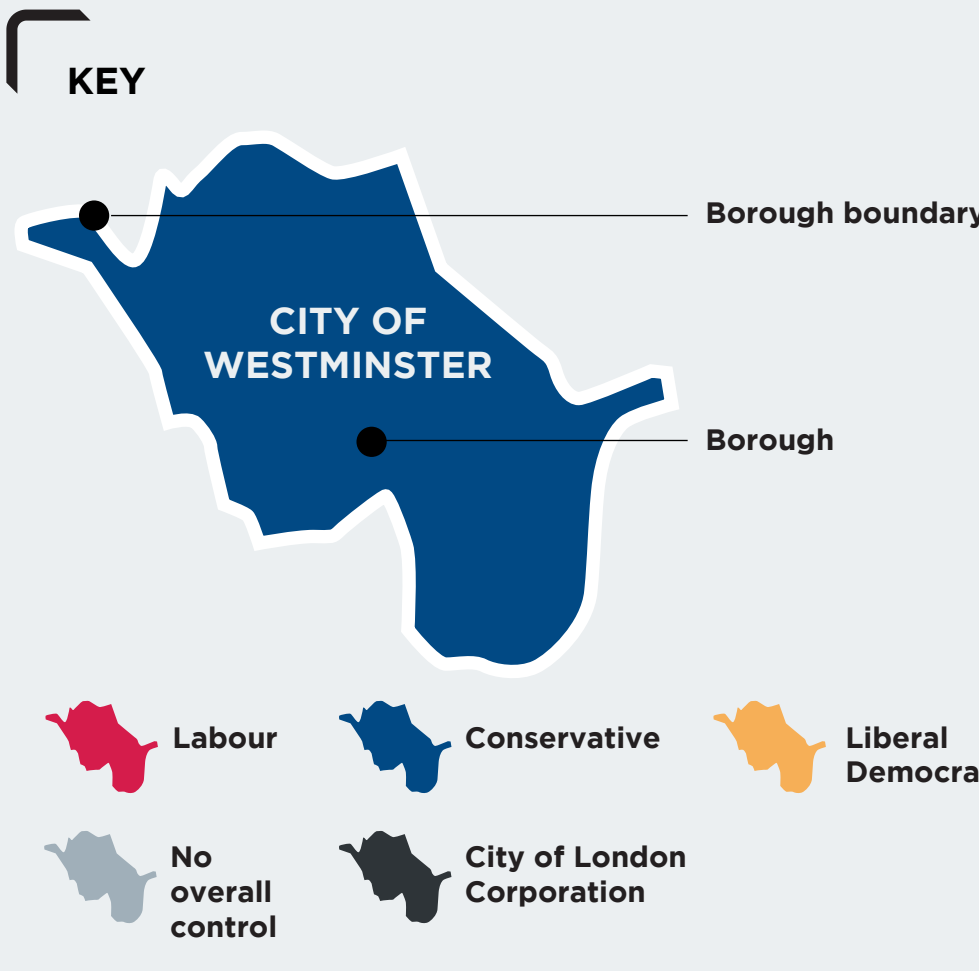 KEY
Borough boundary
CITY OF
WESTMINSTER
Borough
Labour
Conservative
Liberal
Democra
No
overall
control
City of London
Corporation